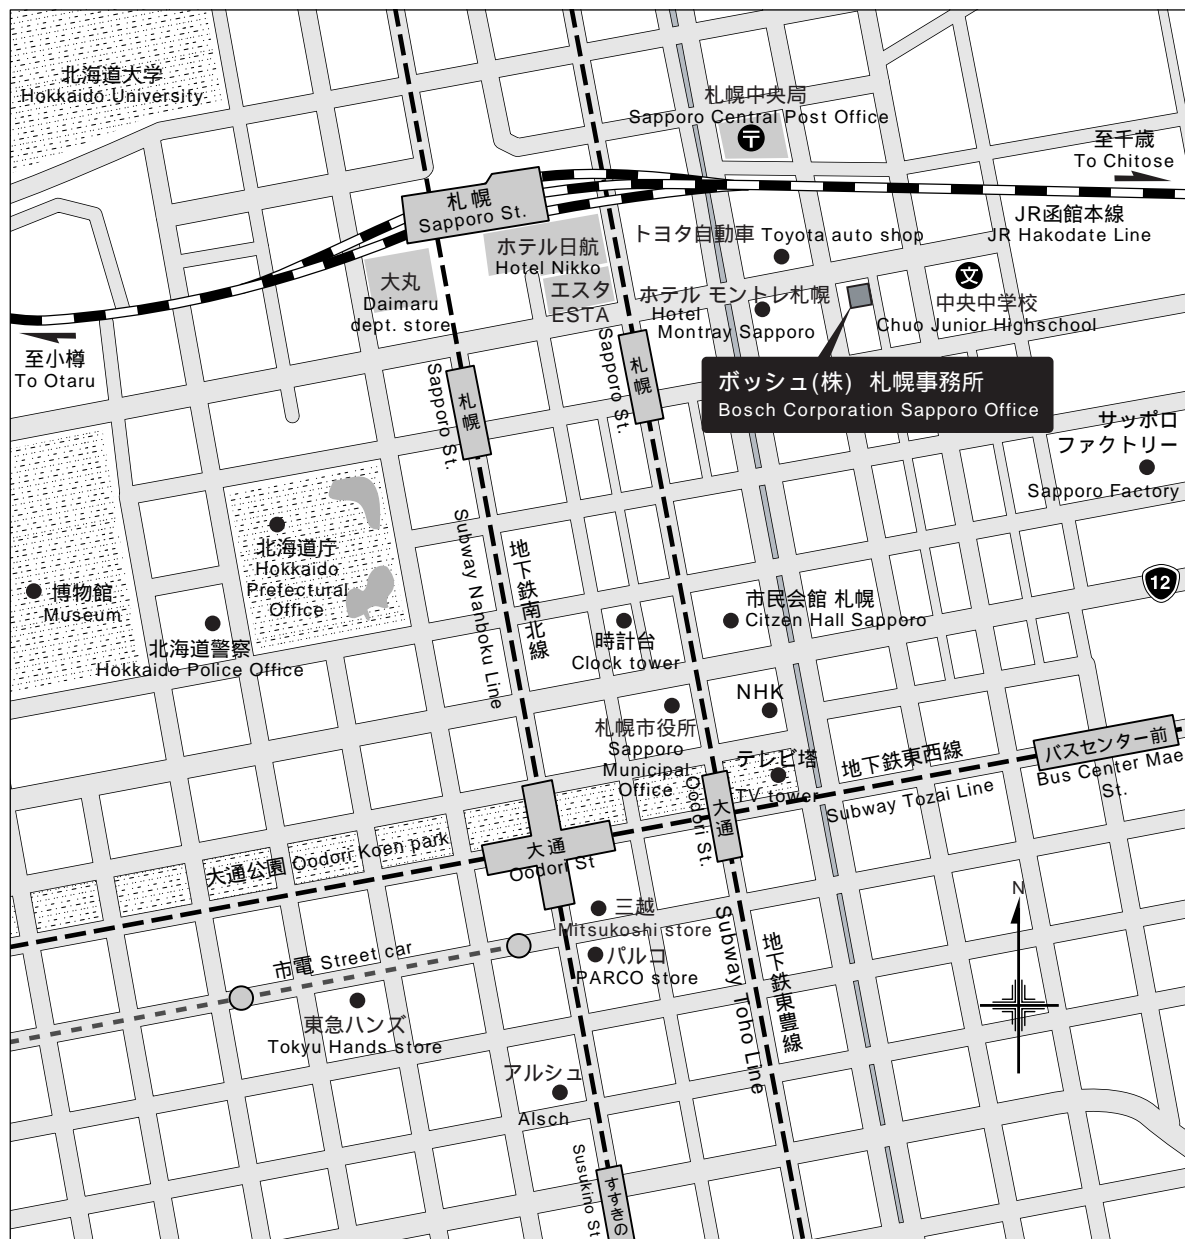 北海道大学
Hokkaido University
札幌中央局
Sapporo Central Post Office
〒
至千歳
To Chitose
札幌
Sapporo St.
JR函館本線
JR Hakodate Line
ホテル日航
Hotel Nikko
トヨタ自動車 Toyota auto shop
大丸
Daimaru
dept. store
エスタ
ESTA
ホテル モントレ札幌
Hotel
Montray Sapporo
文
中央中学校
Chuo Junior Highschool
至小樽
To Otaru
札幌
Sapporo St.
札幌
Sapporo St.
ボッシュ(株) 札幌事務所
Bosch Corporation Sapporo Office
サッポロ
ファクトリー
Sapporo Factory
北海道庁
Hokkaido
Prefectural
Office
博物館
Museum
北海道警察
Hokkaido Police Office
Subway Nanboku Line
地下鉄南北線
時計台
Clock tower
市民会館 札幌
Citzen Hall Sapporo
12
札幌市役所
Sapporo
Municipal
Office
NHK
テレビ塔
TV tower
地下鉄東西線
Subway Tozai Line
バスセンター前
Bus Center Mae
St.
大通
Oodori St.
大通
Oodori St
大通公園 Oodori Koen park
三越
Mitsukoshi store
パルコ
PARCO store
市電 Street car
東急ハンズ
Tokyu Hands store
Subway Toho Line
地下鉄東豊線
N
アルシュ
Alsch
Susukino St
すすきの